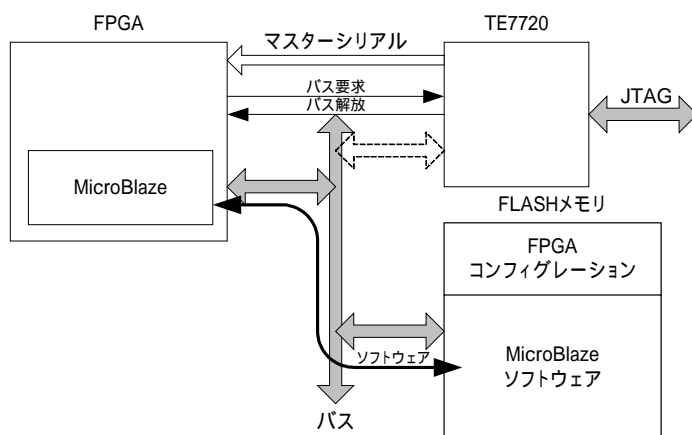 FPGA
TE7720
マスターシリアル
バス要求
バス解放
JTAG
MicroBlaze
FLASHメモリ
FPGA
コンフィグレーション
ソフトウェア
MicroBlaze
ソフトウェア
バス